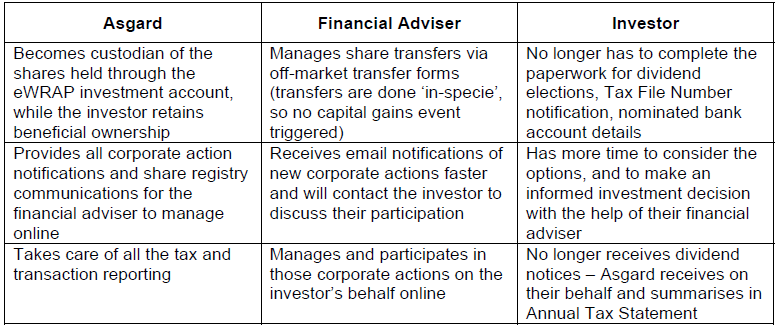 Asgard
Financial Adviser
Investor
Becomes custodian of the
shares held through the
eWRAP investment account,
while the investor retains
beneficial ownership
Manages share transfers via
off-market transfer forms
(transfers are done ‘in-specie’,
so no capital gains event
triggered)
No longer has to complete the
paperwork for dividend
elections, Tax File Number
notification, nominated bank
account details
Provides all corporate action
notifications and share registry
communications for the
financial adviser to manage
online
Receives email notifications of
new corporate actions faster
and will contact the investor to
discuss their participation
Has more time to consider the
options, and to make an
informed investment decision
with the help of their financial
adviser
Takes care of all the tax and
transaction reporting
Manages and participates in
those corporate actions on the
investor’s behalf online
No longer receives dividend
notices – Asgard receives on
their behalf and summarises in
Annual Tax Statement